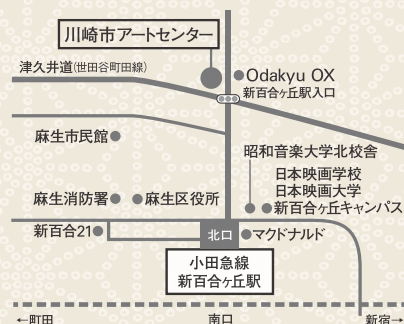 川崎市アートセンター
津久井道(世田谷町田線)
Odakyu OX
新百合ヶ丘駅入口
麻生市民館
昭和音楽大学北校舎
日本映画学校
日本映画大学
新百合ケ丘キャンパス
麻生消防署
麻生区役所
新百合21
北口
マクドナルド
小田急線
新百合ケ丘駅
←町田
南口
新宿→